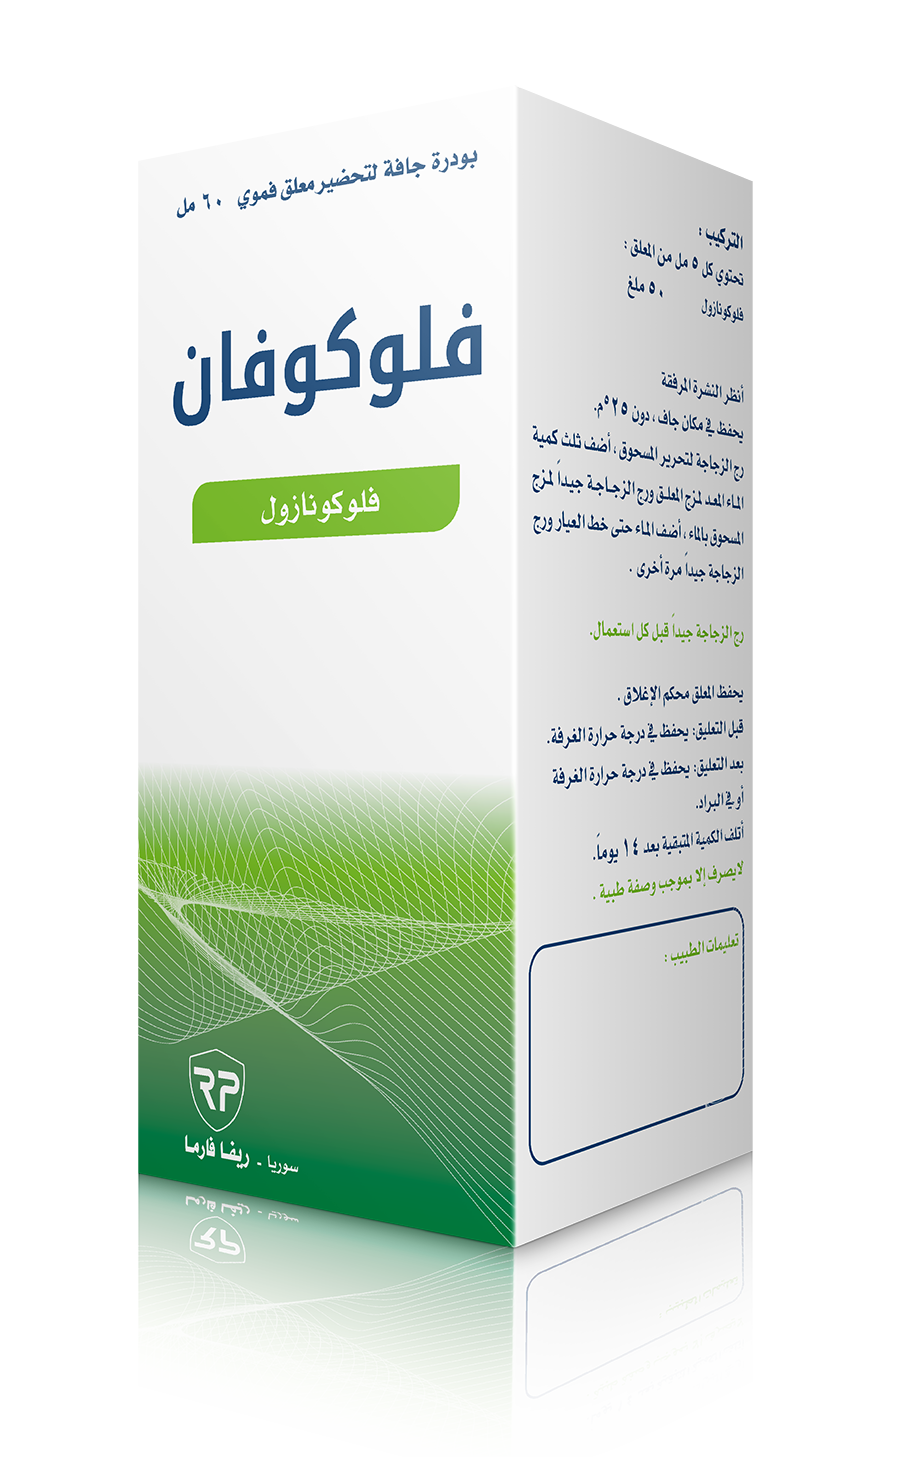 بودرة جافة لتحضير معلق فموي ٦٠ مل
فلوكوفان
فلوكونازول
RP
ريفا فارما - سوريا
التركيب :
تحتوي كل ٥ مل من المعلق :
فلوكونازول ٥٠ ملغ
أنظر النشرة المرفقة
يحفظ في مكان جاف ، دون ٢٥°م.
رج الزجاجة لتحرير المسحوق ، أضف ثلث كمية
الماء المعد لمزج المعلق ورج الزجاجة جيداً لمزج
المسحوق بالماء ، أضف الماء حتى خط العيار ورج
الزجاجة جيداً مرة أخرى .
رج الزجاجة جيداً قبل كل استعمال.
يحفظ المعلق محكم الإغلاق .
قبل التعليق: يحفظ في درجة حرارة الغرفة.
بعد التعليق: يحفظ في درجة حرارة الغرفة
أو في البراد.
أتلف الكمية المتبقية بعد ١٤ يوماً.
لايصرف إلا بموجب وصفة طبية .
تعليمات الطبيب :